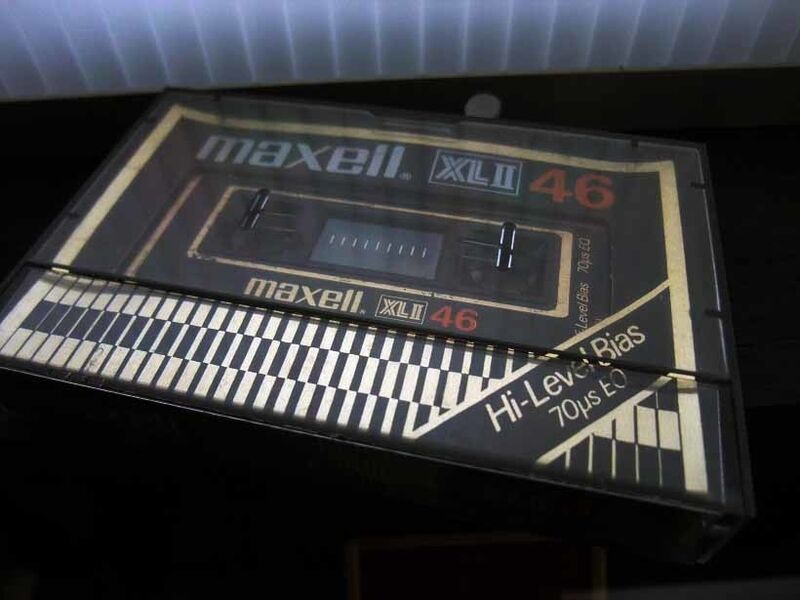 maxell® XLII 46
Level Bias 70µs EQ
maxell® XLII 46
Hi-Level Bias
70µs EQ